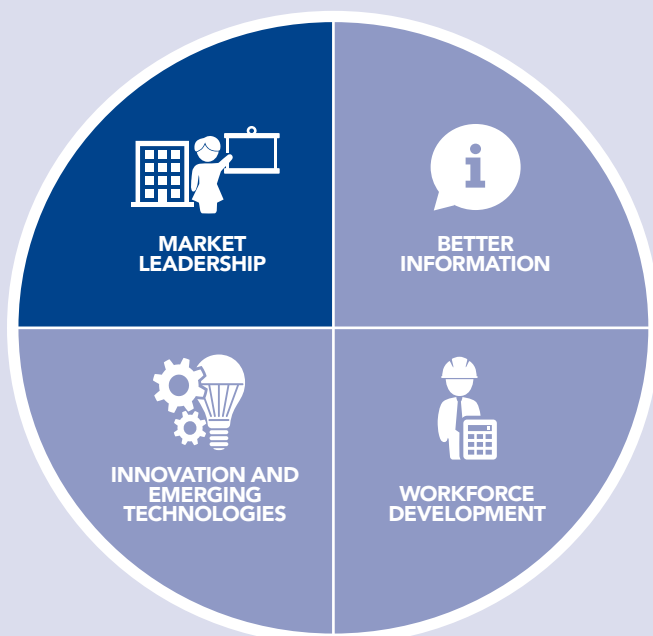 MARKET
LEADERSHIP
BETTER
INFORMATION
INNOVATION AND
EMERGING
TECHNOLOGIES
WORKFORCE
DEVELOPMENT